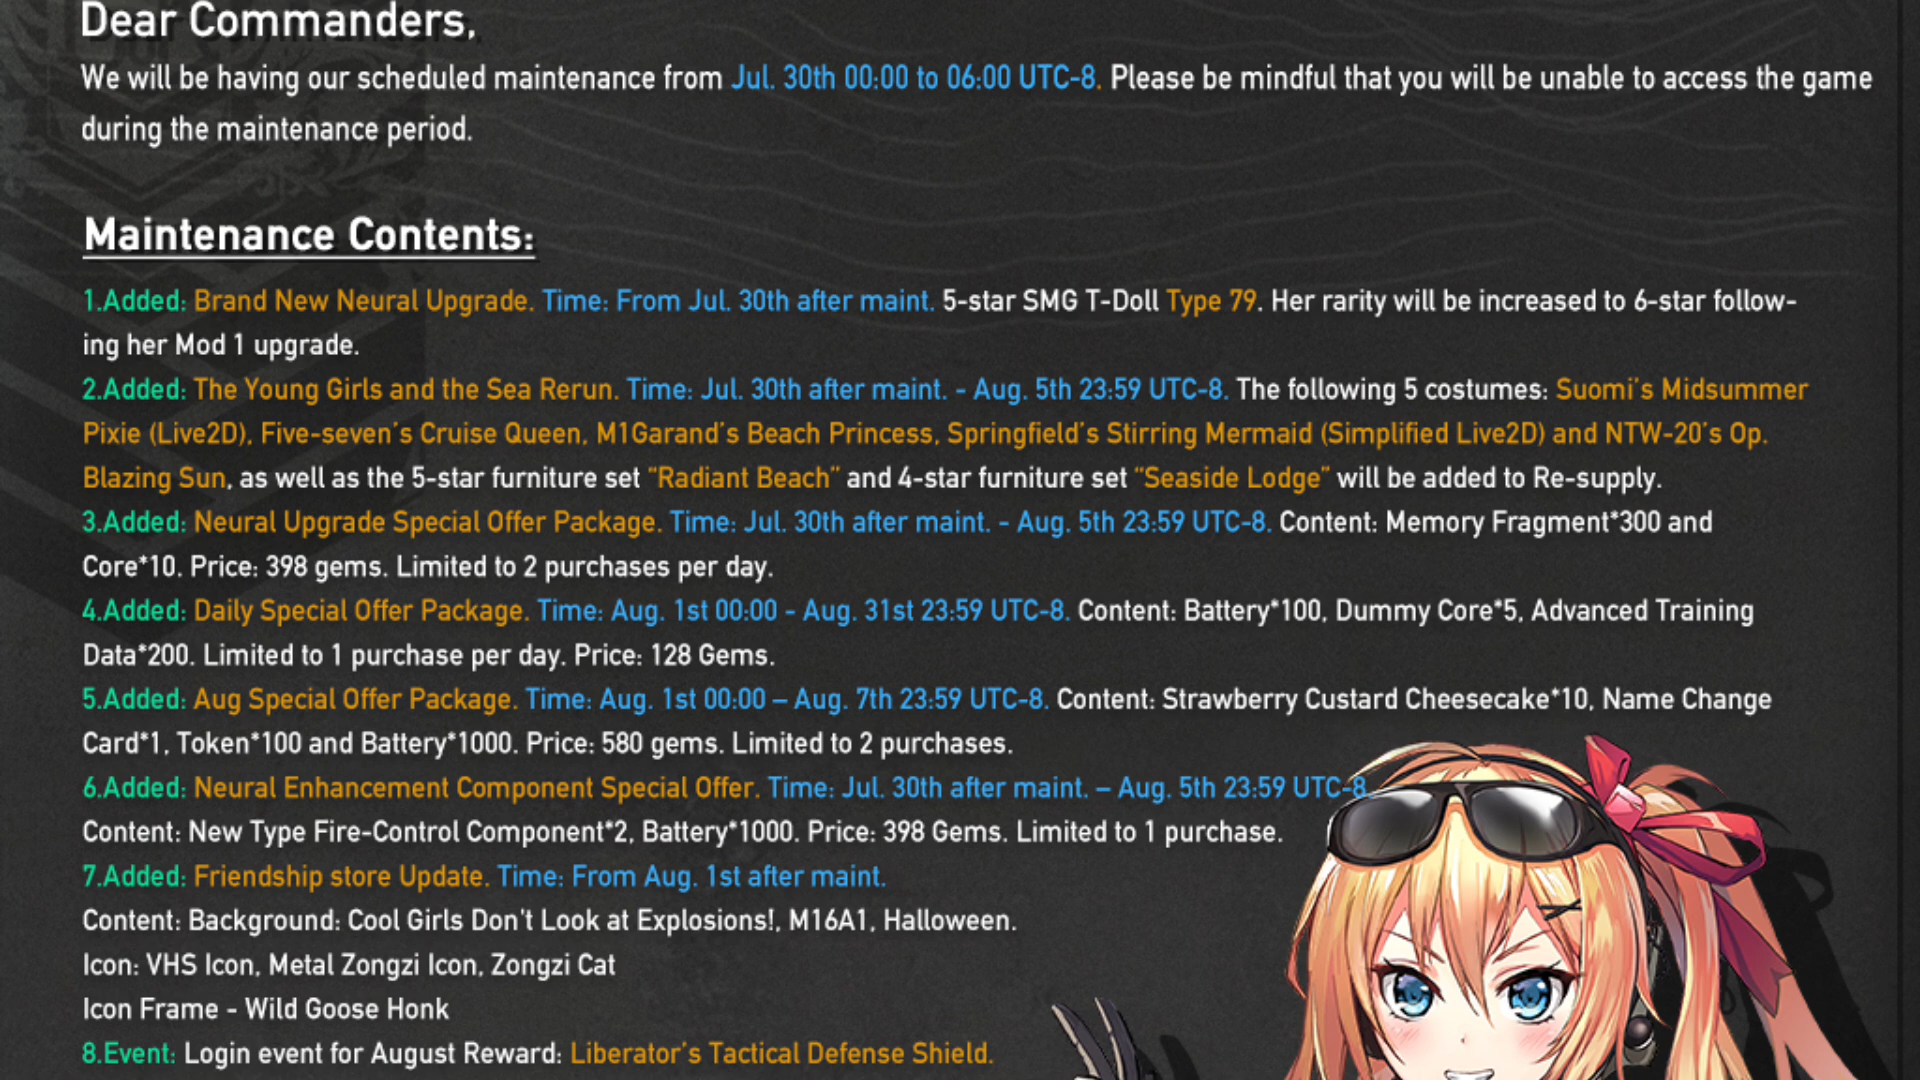 Dear Commanders,
We will be having our scheduled maintenance from Jul. 30th 00:00 to 06:00 UTC-8. Please be mindful that you will be unable to access the game
during the maintenance period.
Maintenance Contents:
1.Added: Brand New Neural Upgrade. Time: From Jul. 30th after maint. 5-star SMG T-Doll Type 79. Her rarity will be increased to 6-star follow-
ing her Mod 1 upgrade.
2.Added: The Young Girls and the Sea Rerun. Time: Jul. 30th after maint. - Aug. 5th 23:59 UTC-8. The following 5 costumes: Suomi's Midsummer
Pixie (Live2D), Five-seven's Cruise Queen, M1Garand's Beach Princess, Springfield's Stirring Mermaid (Simplified Live2D) and NTW-20's Op.
Blazing Sun, as well as the 5-star furniture set "Radiant Beach" and 4-star furniture set "Seaside Lodge" will be added to Re-supply.
3.Added: Neural Upgrade Special Offer Package. Time: Jul. 30th after maint. - Aug. 5th 23:59 UTC-8. Content: Memory Fragment*300 and
Core*10. Price: 398 gems. Limited to 2 purchases per day.
4.Added: Daily Special Offer Package. Time: Aug. 1st 00:00 - Aug. 31st 23:59 UTC-8. Content: Battery*100, Dummy Core*5, Advanced Training
Data*200. Limited to 1 purchase per day. Price: 128 Gems.
5.Added: Aug Special Offer Package. Time: Aug. 1st 00:00 – Aug. 7th 23:59 UTC-8. Content: Strawberry Custard Cheesecake*10, Name Change
Card*1, Token*100 and Battery*1000. Price: 580 gems. Limited to 2 purchases.
6.Added: Neural Enhancement Component Special Offer. Time: Jul. 30th after maint. – Aug. 5th 23:59 UTC-8
Content: New Type Fire-Control Component*2, Battery*1000. Price: 398 Gems. Limited to 1 purchase.
7.Added: Friendship store Update. Time: From Aug. 1st after maint.
Content: Background: Cool Girls Don't Look at Explosions!, M16A1, Halloween.
Icon: VHS Icon, Metal Zongzi Icon, Zongzi Cat
Icon Frame - Wild Goose Honk
8.Event: Login event for August Reward: Liberator's Tactical Defense Shield.